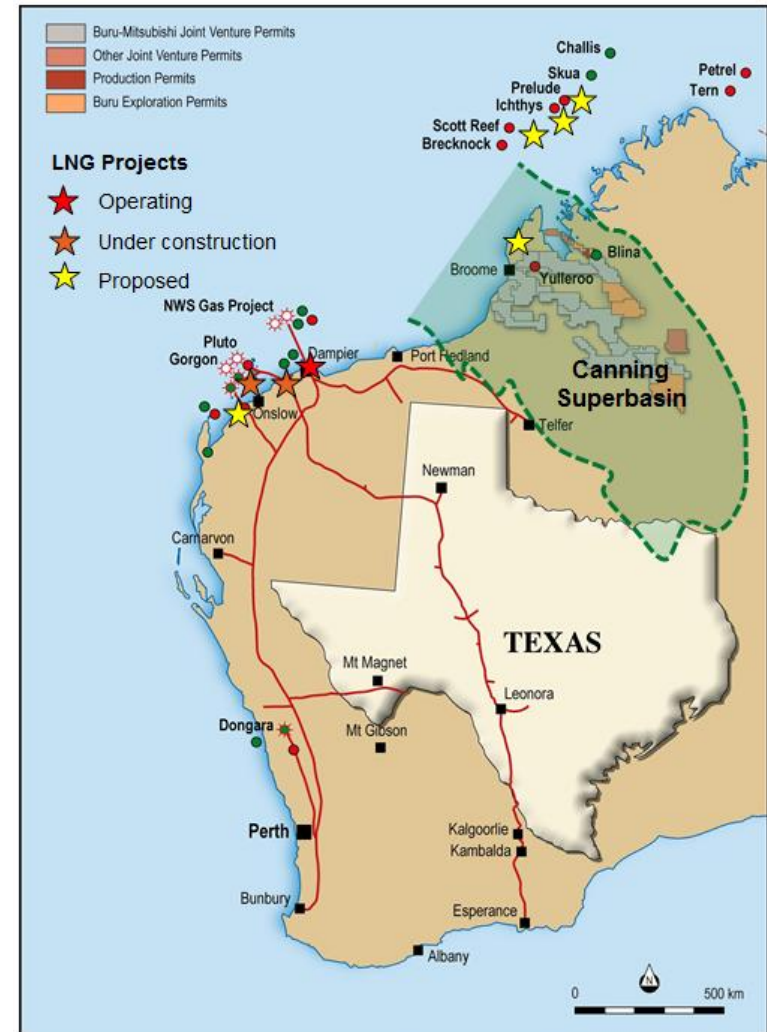 Buru-Mitsubishi Joint Venture Permits
Other Joint Venture Permits
Production Permits
Buru Exploration Permits
LNG Projects
Operating
Under construction
Proposed
Challis
Skua
Prelude
Ichthys
Scott Reef
Brecknock
Petrel
Tern
Blina
Broome
Yulleroo
NWS Gas Project
Pluto
Gorgon
Dampier
Port Hedland
Onslow
Canning
Superbasin
Telfer
Newman
Carnarvon
TEXAS
Mt Magnet
Leonora
Dongara
Mt Gibson
Perth
Kalgoorlie
Kambalda
Bunbury
Esperance
Albany
0 500 km